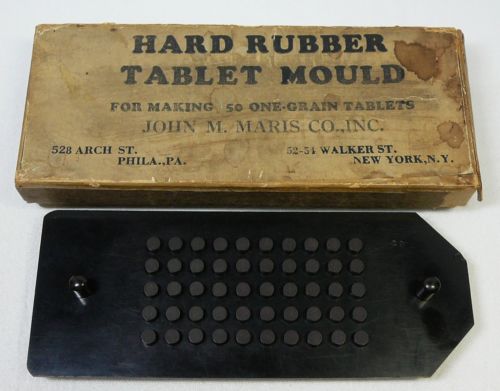 HARD RUBBER
TABLET MOULD
FOR MAKING 50 ONE-GRAIN TABLETS
JOHN M. MARIS CO., INC.
528 ARCH ST. 52-54 WALKER ST.
PHILA., PA. NEW YORK, N.Y.